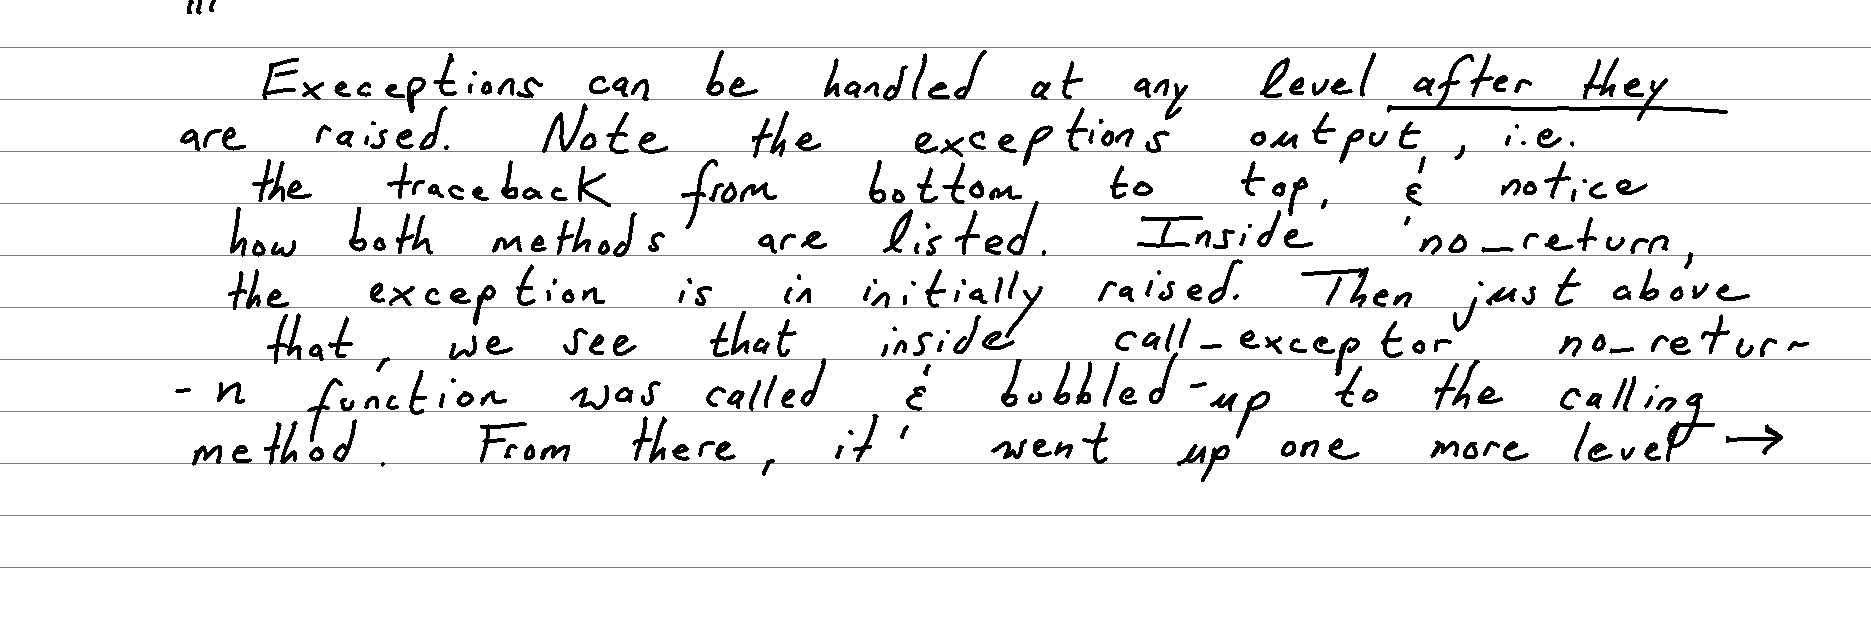 Execeptions can be handled at any level after they
are raised. Note the exceptions output, i.e.
the traceback from bottom to top, & notice
how both methods are listed. Inside 'no_return,
the exception is in initially raised. Then just above
that, we see that inside call_exceptor no_retur-
-n function was called & bubbled-up to the calling
method. From there, it went up one more level →